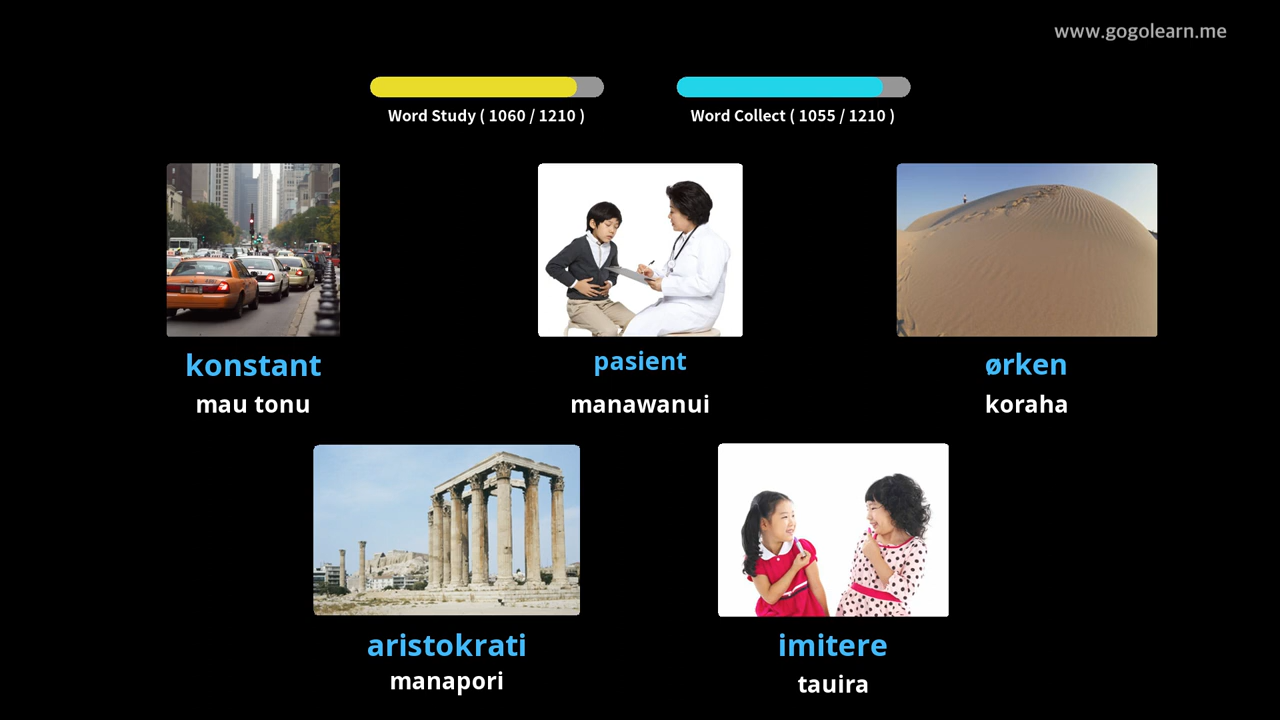 www.gogolearn.me
Word Study ( 1060 / 1210 )
Word Collect ( 1055 / 1210 )
konstant
mau tonu
pasient
manawanui
ørken
koraha
aristokrati
manapori
imitere
tauira